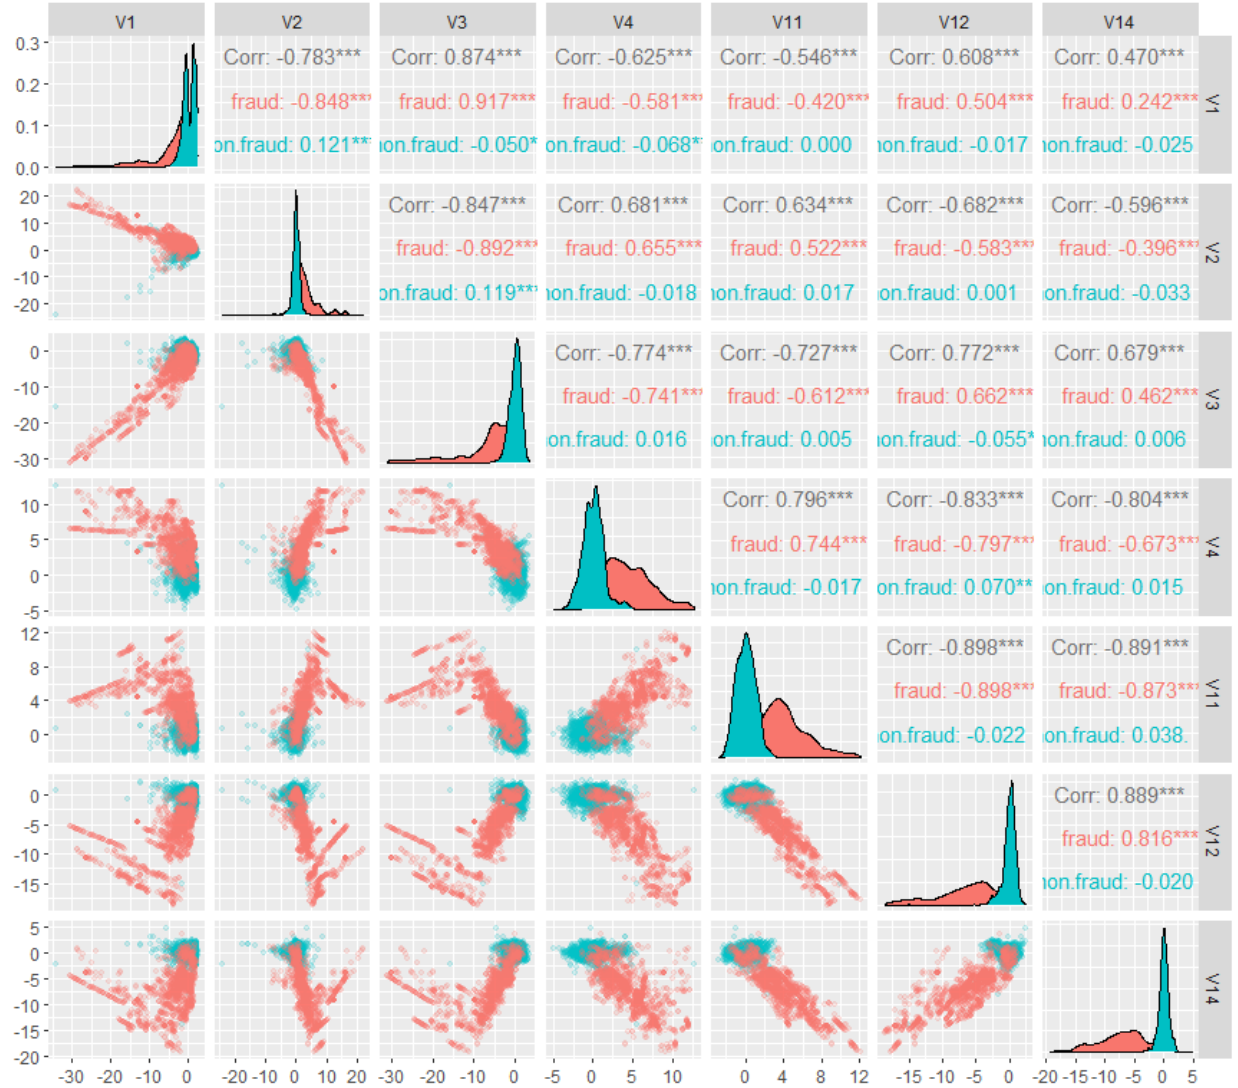 V1 V2 V3 V4 V11 V12 V14
0.3
0.2
0.1
0.0
Corr: -0.783*** Corr: 0.874*** Corr: -0.625*** Corr: -0.546*** Corr: 0.608*** Corr: 0.470***
fraud: -0.848*** fraud: 0.917*** fraud: -0.581*** fraud: -0.420*** fraud: 0.504*** fraud: 0.242***
on.fraud: 0.121*** non.fraud: -0.050* on.fraud: -0.068** non.fraud: 0.000 non.fraud: -0.017 non.fraud: -0.025
V1
20
10
0
-10
-20
Corr: -0.847*** Corr: 0.681*** Corr: 0.634*** Corr: -0.682*** Corr: -0.596***
fraud: -0.892*** fraud: 0.655*** fraud: 0.522*** fraud: -0.583*** fraud: -0.396***
on.fraud: 0.119*** non.fraud: -0.018 non.fraud: 0.017 non.fraud: 0.001 non.fraud: -0.033
V2
0
-10
-20
-30
Corr: -0.774*** Corr: -0.727*** Corr: 0.772*** Corr: 0.679***
fraud: -0.741*** fraud: -0.612*** fraud: 0.662*** fraud: 0.462***
non.fraud: 0.016 non.fraud: 0.005 on.fraud: -0.055* non.fraud: 0.006
V3
10
5
0
-5
Corr: 0.796*** Corr: -0.833*** Corr: -0.804***
fraud: 0.744*** fraud: -0.797*** fraud: -0.673***
non.fraud: -0.017 on.fraud: 0.070** non.fraud: 0.015
V4
12
8
4
0
Corr: -0.898*** Corr: -0.891***
fraud: -0.898*** fraud: -0.873***
non.fraud: -0.022 non.fraud: 0.038.
V11
0
-5
-10
-15
Corr: 0.889***
fraud: 0.816***
non.fraud: -0.020
V12
5
0
-5
-10
-15
-20
V14
-30 -20 -10 0 -20 -10 0 10 20 -30 -20 -10 0 -5 0 5 10 0 4 8 12 -15 -10 -5 0 -20 -15 -10 -5 0 5